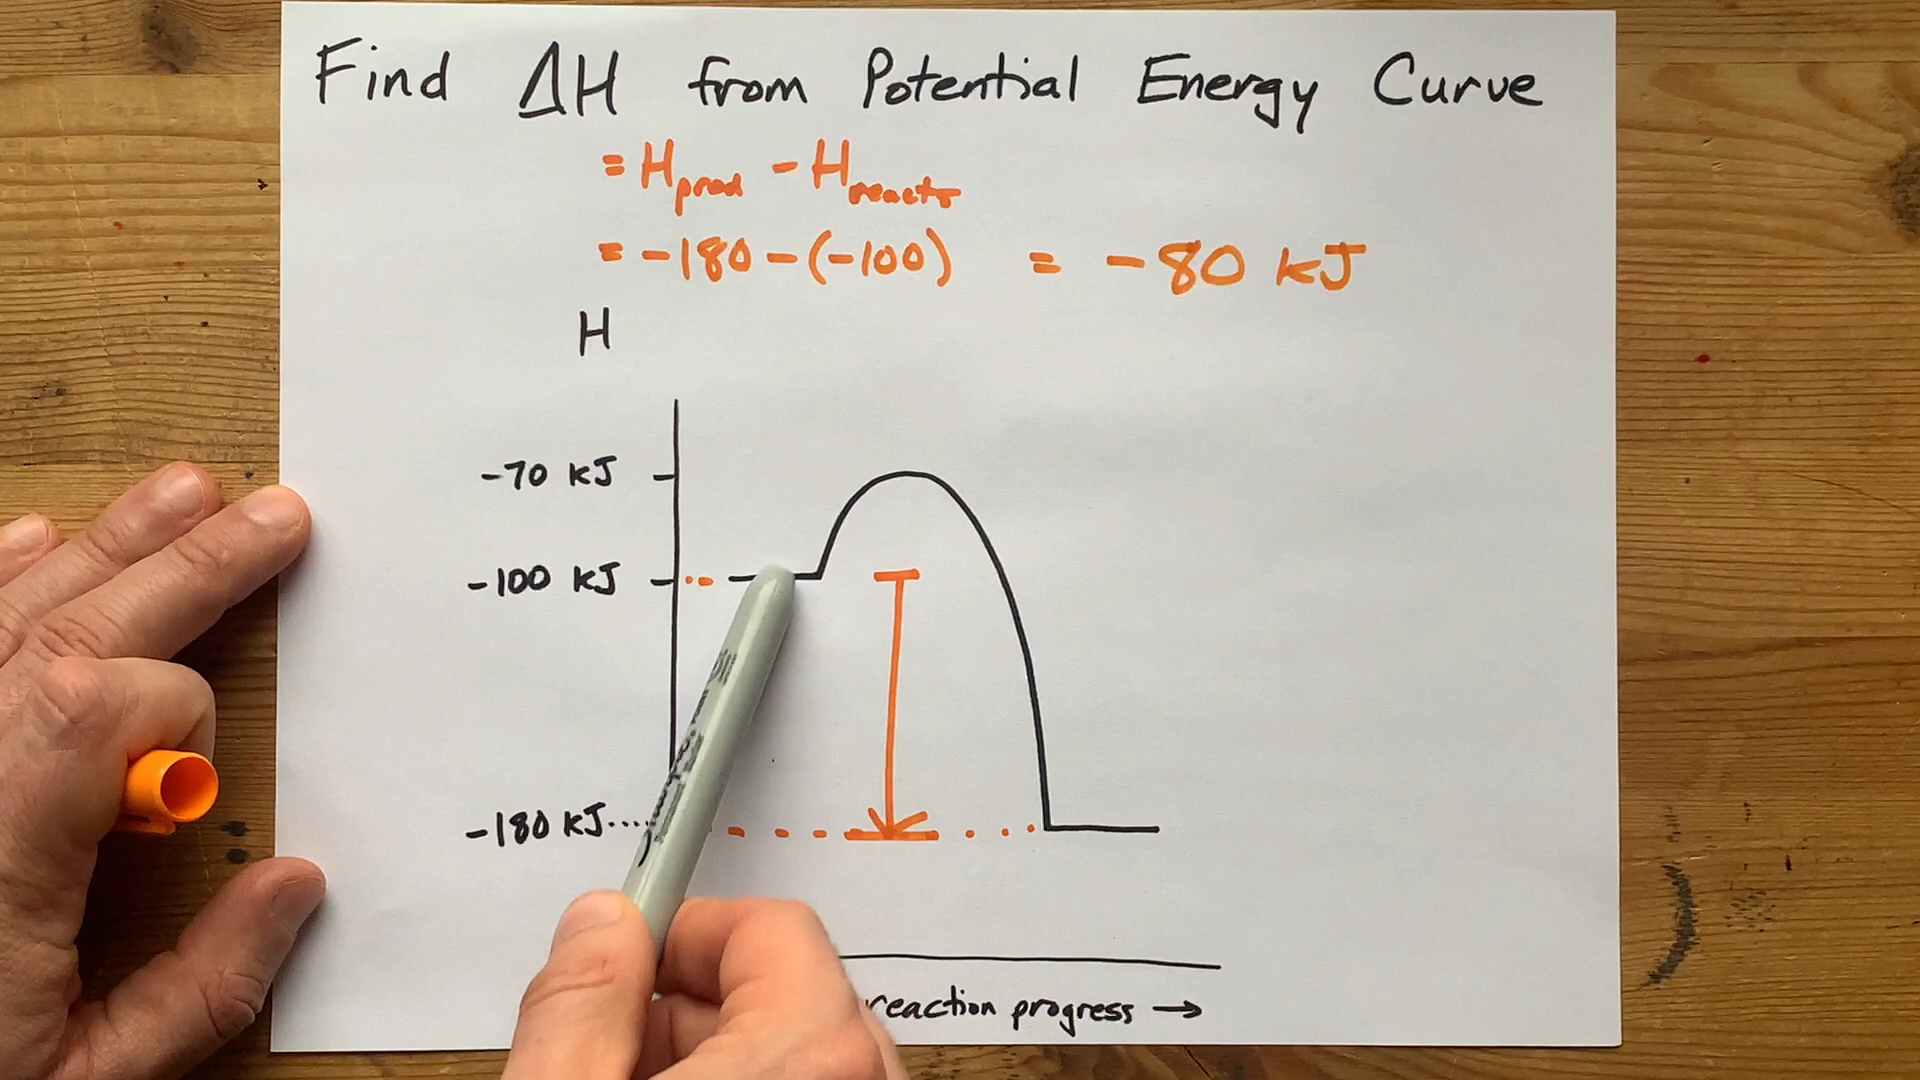 Find ΔH from Potential Energy Curve
= Hprod - Hreacts
= -180 - (-100) = -80 kJ
H
-70 kJ
-100 kJ
-180 kJ....
reaction progress →